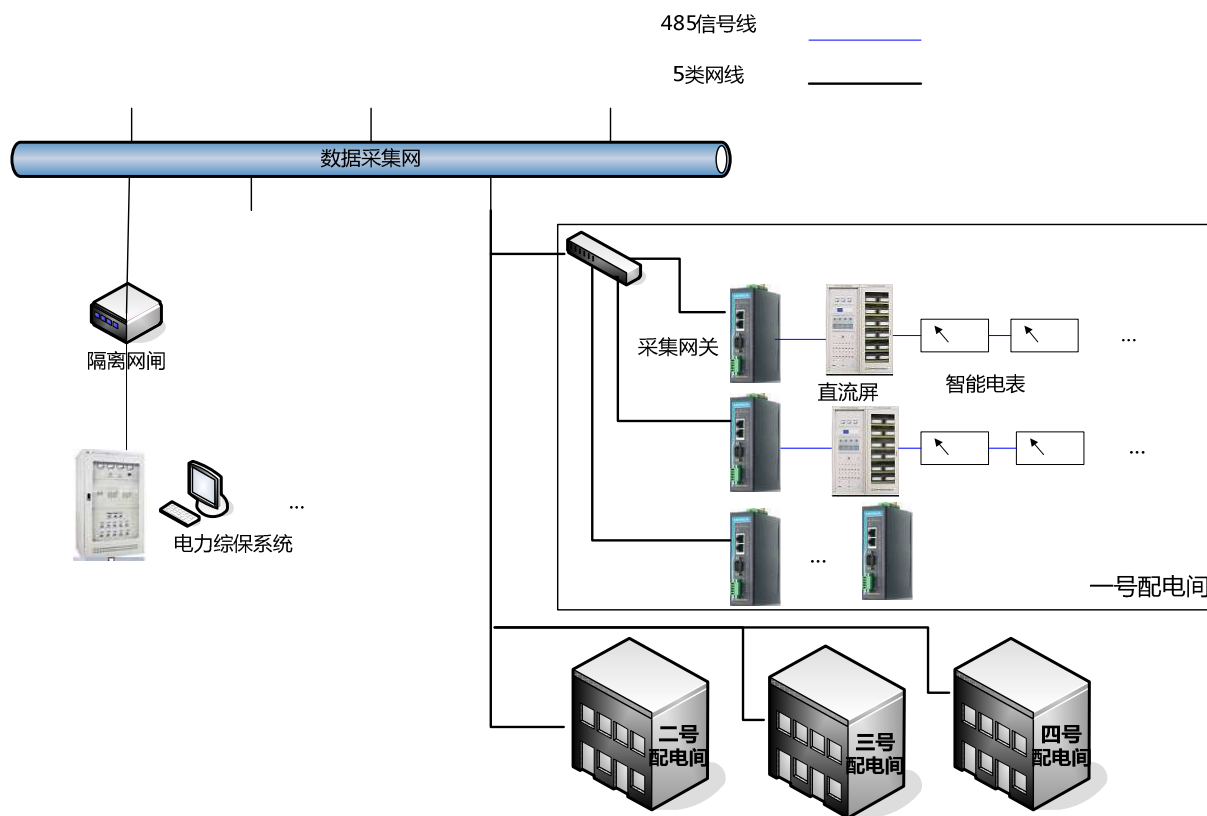 485信号线
5类网线
数据采集网
隔离网闸
采集网关
直流屏
智能电表
...
...
电力综保系统
...
...
一号配电间
二号
配电间
三号
配电间
四号
配电间